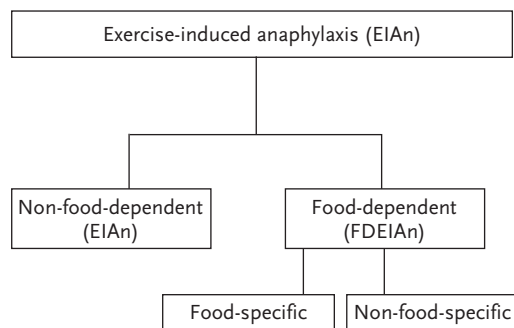 Exercise-induced anaphylaxis (EIAn)
Non-food-dependent
(EIAn)
Food-dependent
(FDEIAn)
Food-specific
Non-food-specific